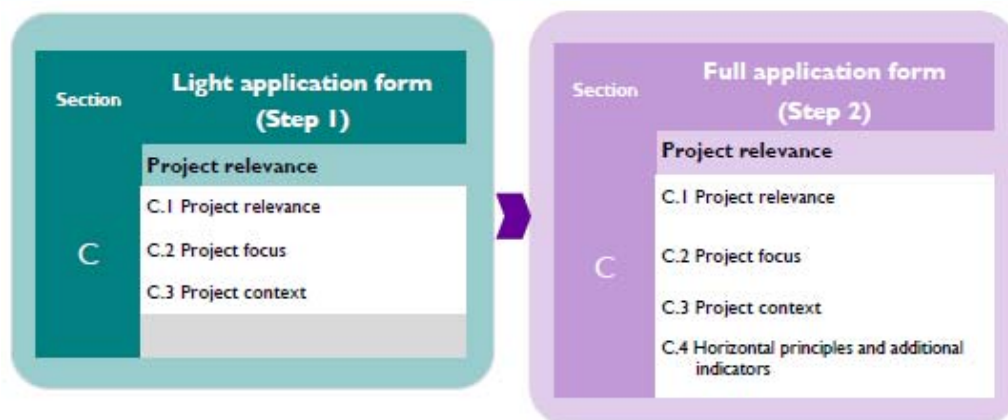 Section
Light application form
(Step 1)
Project relevance
C
C.1 Project relevance
C.2 Project focus
C.3 Project context
Section
Full application form
(Step 2)
Project relevance
C
C.1 Project relevance
C.2 Project focus
C.3 Project context
C.4 Horizontal principles and additional
indicators